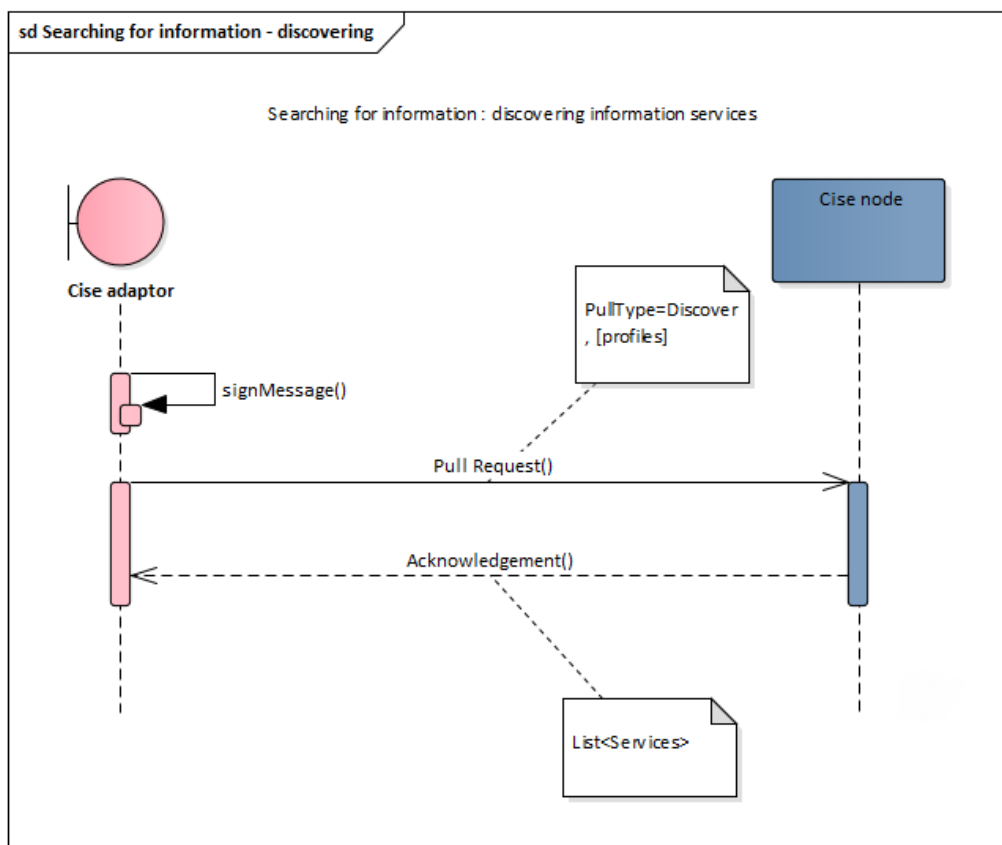 sd Searching for information - discovering
Searching for information : discovering information services
Cise node
Cise adaptor
PullType=Discover
, [profiles]
signMessage()
Pull Request()
Acknowledgement()
List<Services>